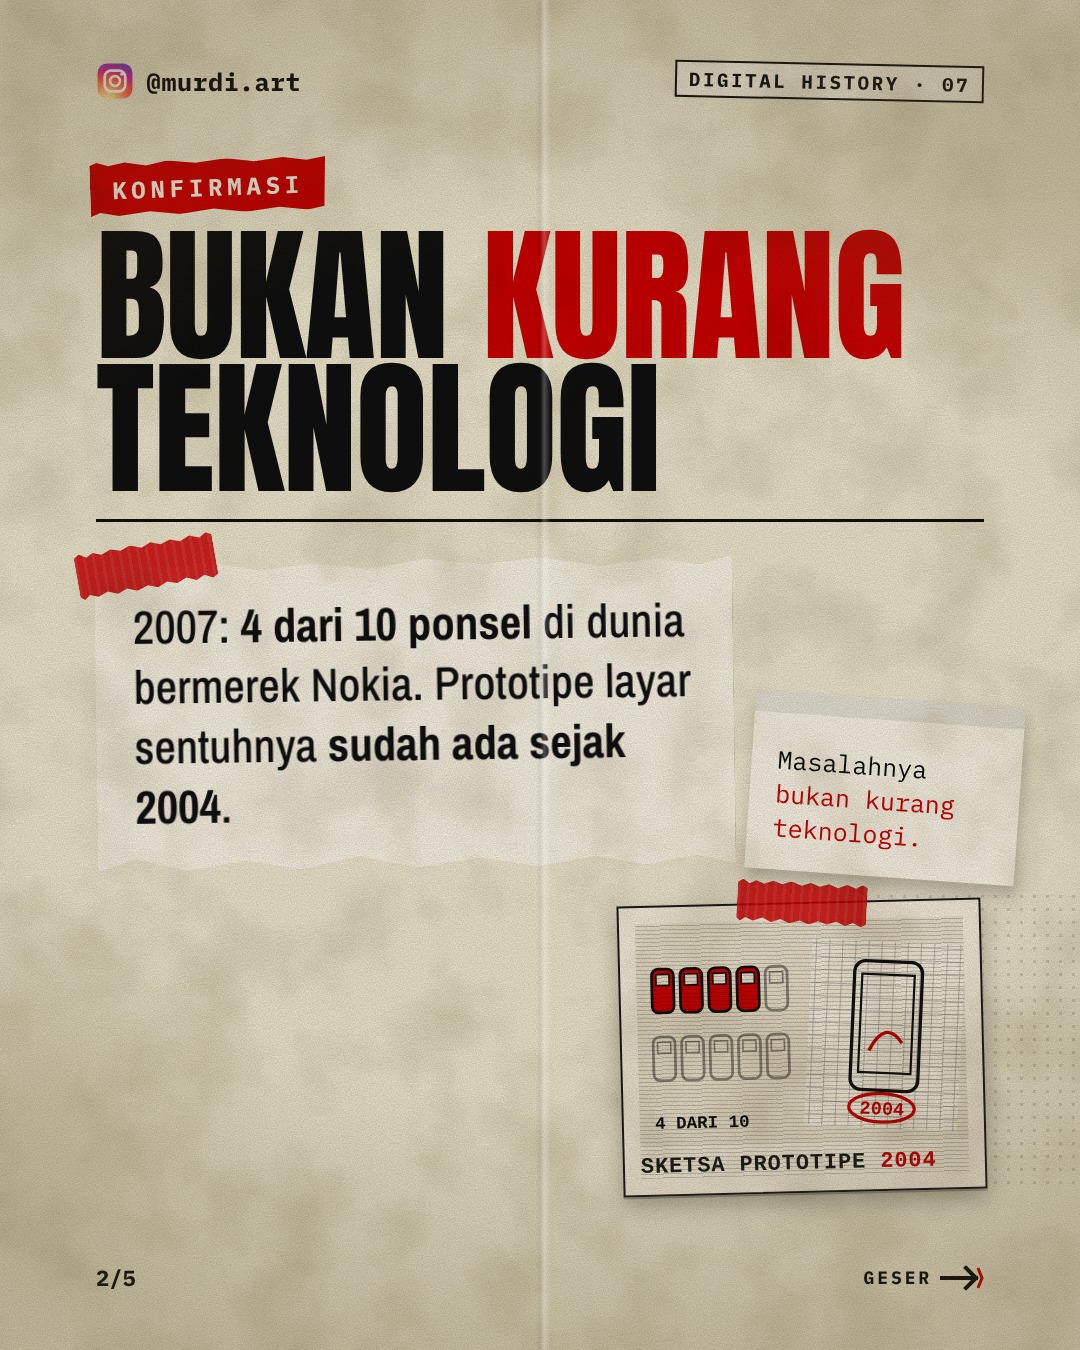 @murdi.art
DIGITAL HISTORY · 07
KONFIRMASI
BUKAN KURANG
TEKNOLOGI
2007: 4 dari 10 ponsel di dunia
bermerek Nokia. Prototipe layar
sentuhnya sudah ada sejak
2004.
Masalahnya
bukan kurang
teknologi.
2004
4 DARI 10
SKETSA PROTOTIPE 2004
2/5
GESER